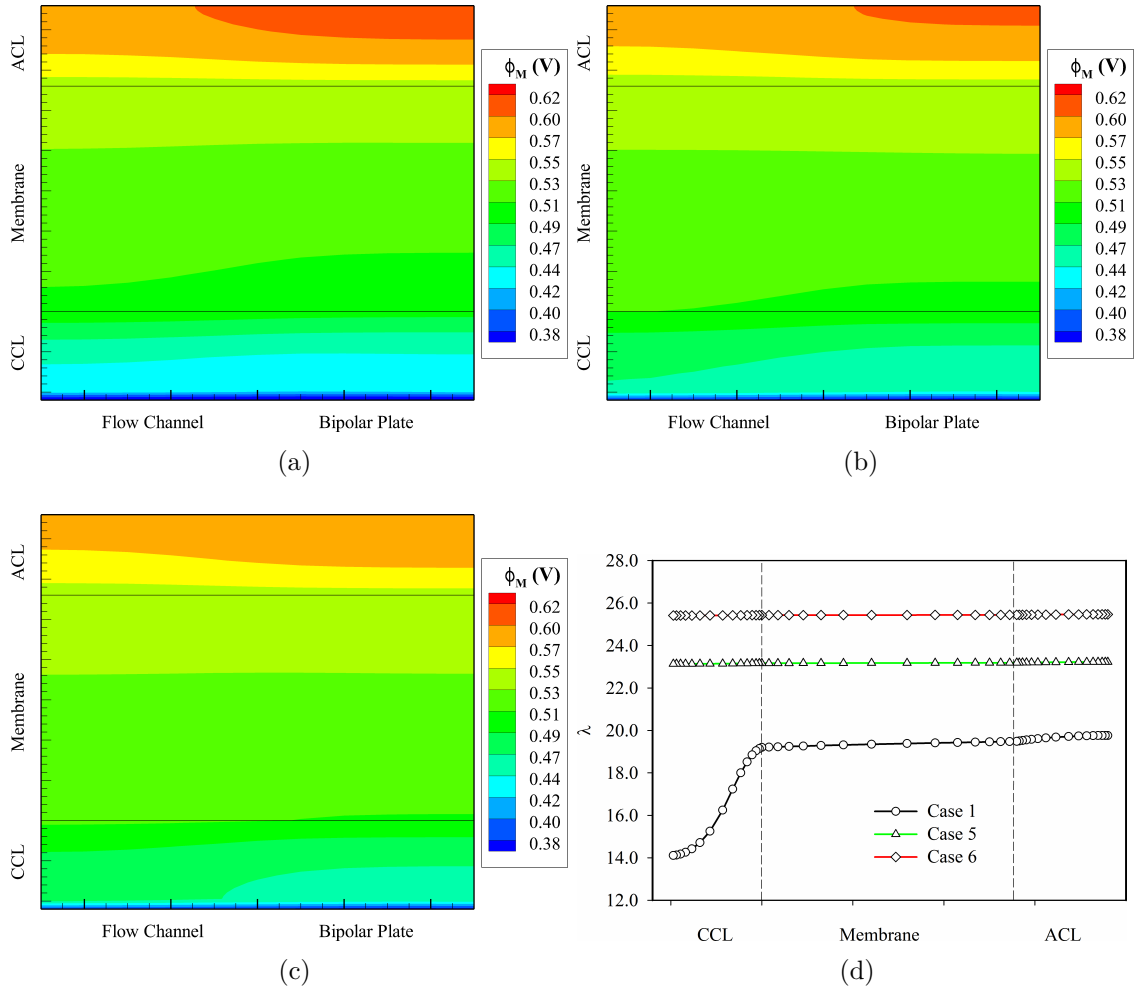 ACL
Membrane
CCL
Flow Channel
Bipolar Plate
ϕM (V)
0.62
0.60
0.57
0.55
0.53
0.51
0.49
0.47
0.44
0.42
0.40
0.38
(a)
ACL
Membrane
CCL
Flow Channel
Bipolar Plate
ϕM (V)
0.62
0.60
0.57
0.55
0.53
0.51
0.49
0.47
0.44
0.42
0.40
0.38
(b)
ACL
Membrane
CCL
Flow Channel
Bipolar Plate
ϕM (V)
0.62
0.60
0.57
0.55
0.53
0.51
0.49
0.47
0.44
0.42
0.40
0.38
(c)
28.0
26.0
24.0
22.0
20.0
18.0
16.0
14.0
12.0
λ
Case 1
Case 5
Case 6
CCL
Membrane
ACL
(d)